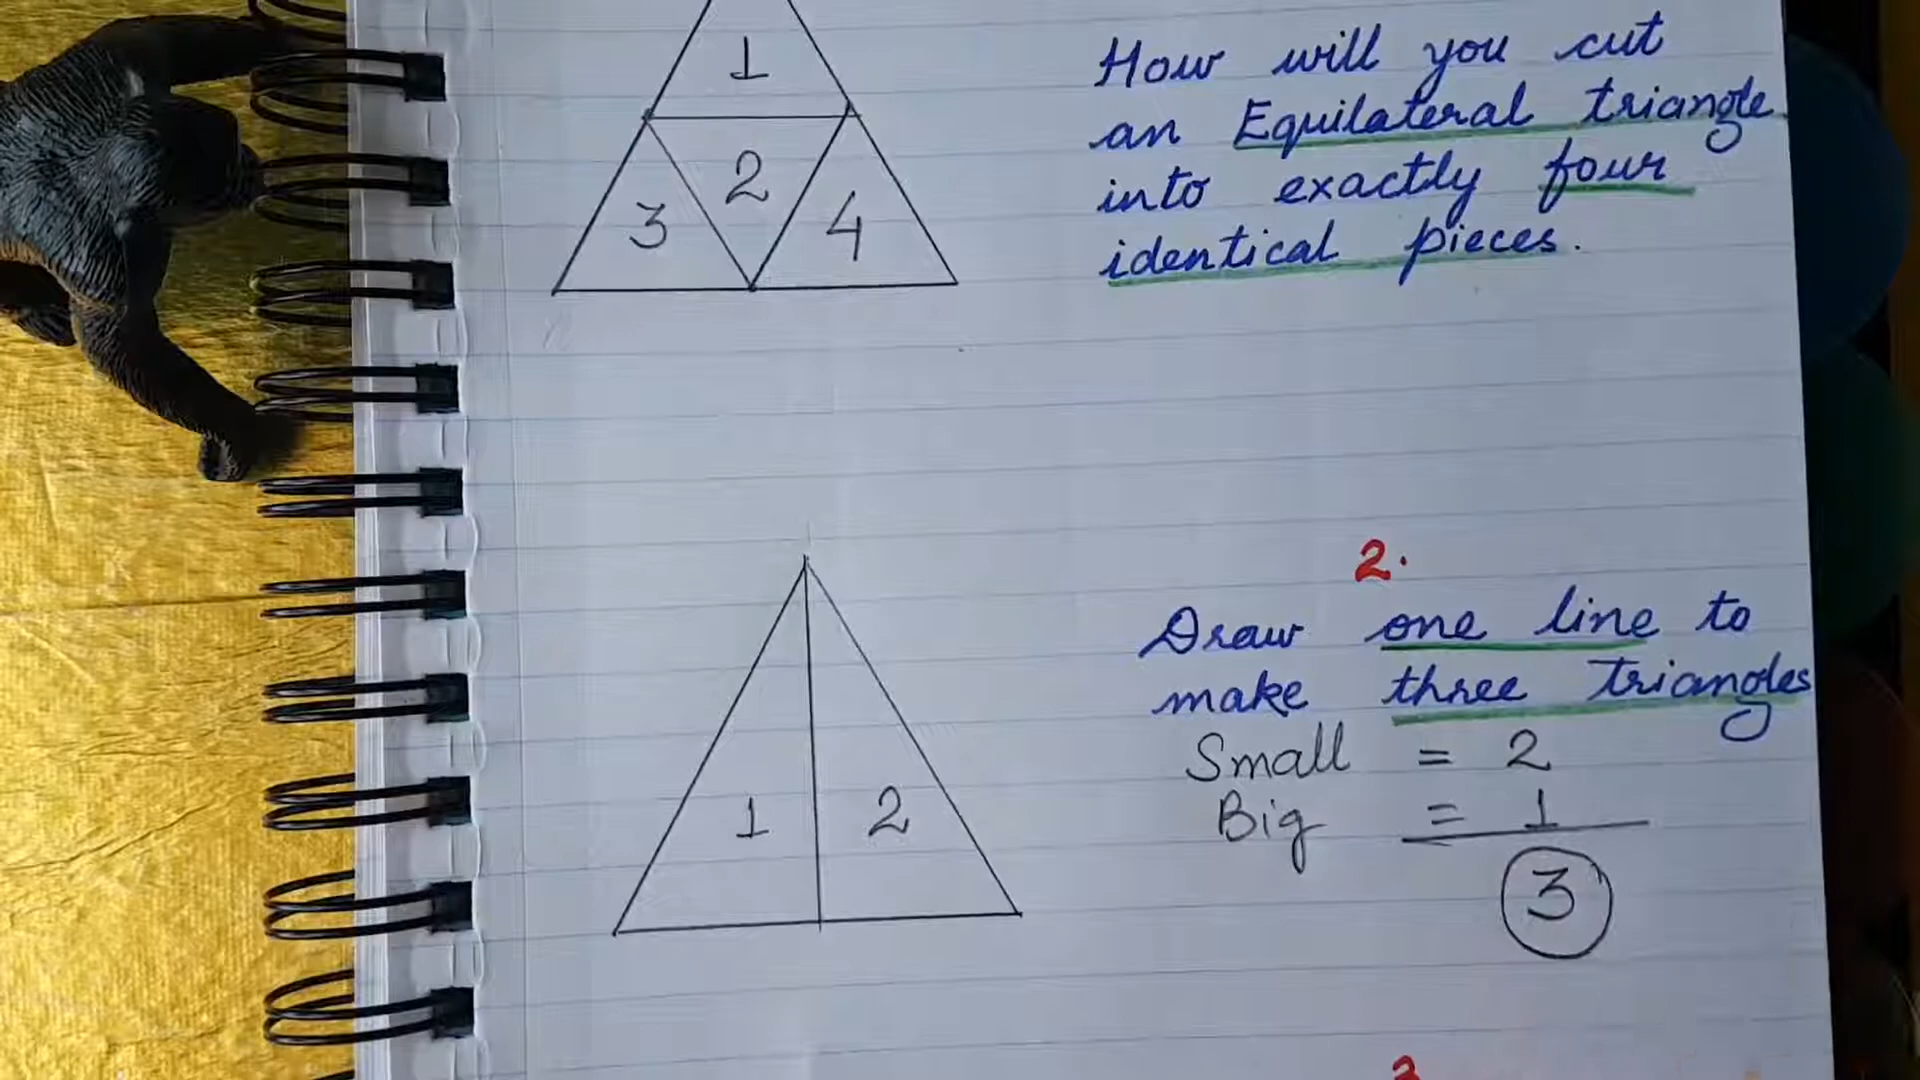 1
2
3
4
How will you cut
an Equilateral triangle
into exactly four
identical pieces.
2.
Draw one line to
make three triangles
Small = 2
Big = 1
3
1
2
3